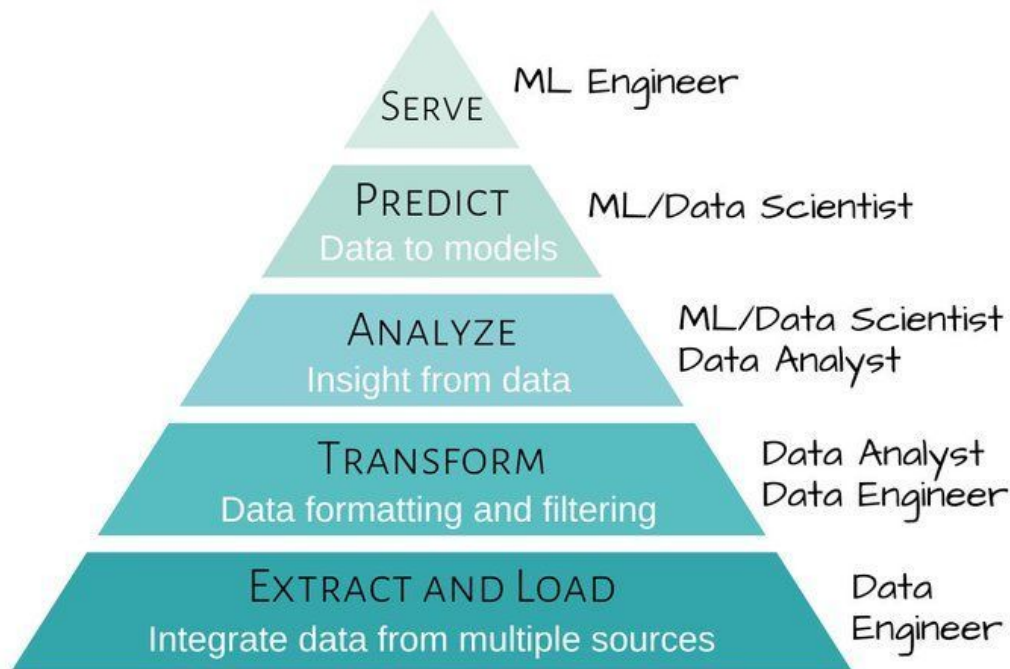 SERVE
ML Engineer
PREDICT
Data to models
ML/Data Scientist
ANALYZE
Insight from data
ML/Data Scientist
Data Analyst
TRANSFORM
Data formatting and filtering
Data Analyst
Data Engineer
EXTRACT AND LOAD
Integrate data from multiple sources
Data
Engineer